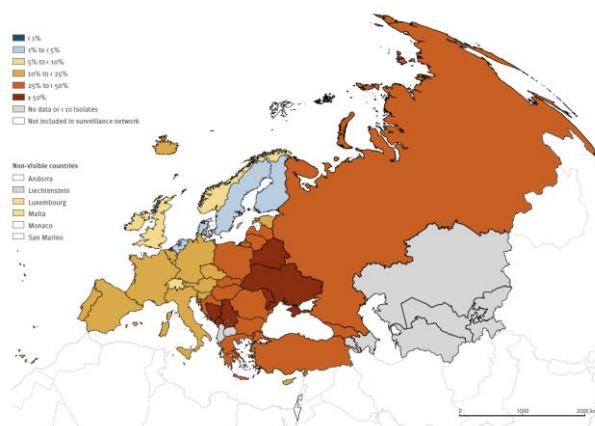 < 1%
1% to < 5%
5% to < 10%
10% to < 25%
25% to < 50%
≥ 50%
No data or < 10 isolates
Not included in surveillance network
Non-visible countries
Andorra
Liechtenstein
Luxembourg
Malta
Monaco
San Marino
0 1000 2000 km